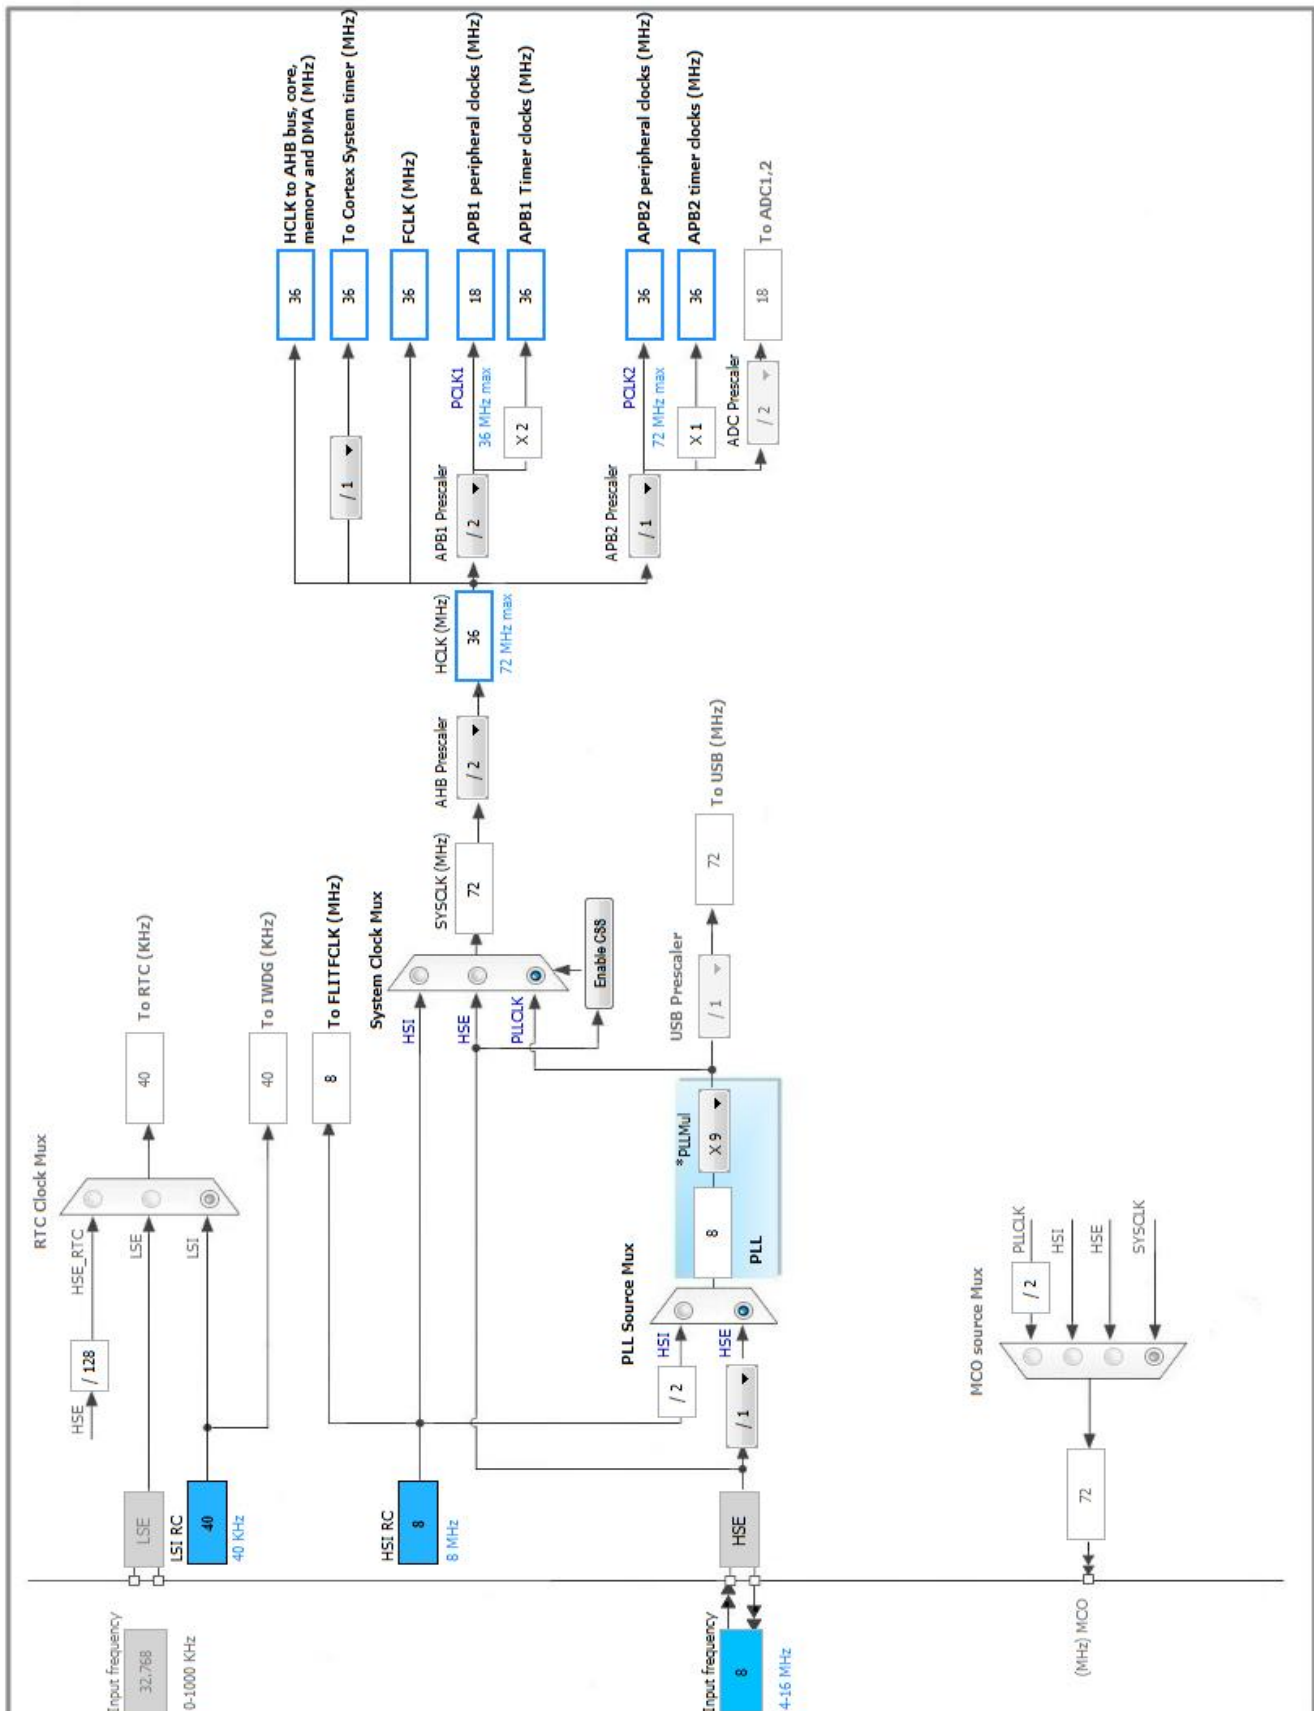 RTC Clock Mux
HSE
/ 128
HSE_RTC
LSE
LSI
40
To RTC (KHz)
Input frequency
32.768
0-1000 KHz
LSE
LSI RC
40
40 KHz
40
To IWDG (KHz)
8
To FLITFCLK (MHz)
HSI RC
8
8 MHz
System Clock Mux
HSI
HSE
PLLCLK
Enable CSS
SYSCLK (MHz)
72
AHB Prescaler
/ 2
HCLK (MHz)
36
72 MHz max
36
HCLK to AHB bus, core,
memory and DMA (MHz)
/ 1
36
To Cortex System timer (MHz)
36
FCLK (MHz)
APB1 Prescaler
/ 2
PCLK1
36 MHz max
18
APB1 peripheral clocks (MHz)
X 2
36
APB1 Timer clocks (MHz)
APB2 Prescaler
/ 1
PCLK2
72 MHz max
36
APB2 peripheral clocks (MHz)
X 1
36
APB2 timer clocks (MHz)
ADC Prescaler
/ 2
18
To ADC1,2
PLL Source Mux
HSI
/ 2
HSE
/ 1
8
*PLLMul
X 9
PLL
USB Prescaler
/ 1
72
To USB (MHz)
Input frequency
8
4-16 MHz
HSE
MCO source Mux
PLLCLK
/ 2
HSI
HSE
SYSCLK
72
(MHz) MCO